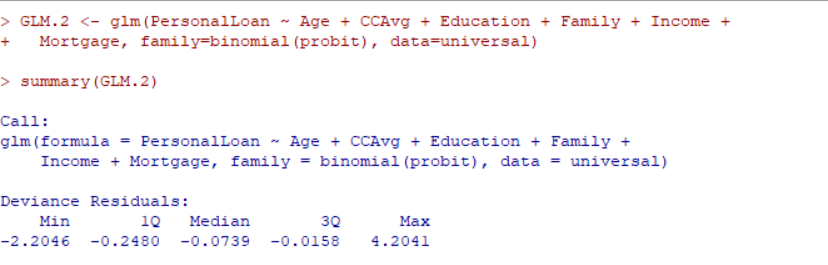 > GLM.2 <- glm(PersonalLoan ~ Age + CCAvg + Education + Family + Income +
+   Mortgage, family=binomial(probit), data=universal)
> summary(GLM.2)
Call:
glm(formula = PersonalLoan ~ Age + CCAvg + Education + Family +
    Income + Mortgage, family = binomial(probit), data = universal)
Deviance Residuals:
    Min       1Q   Median       3Q      Max
-2.2046  -0.2480  -0.0739  -0.0158   4.2041